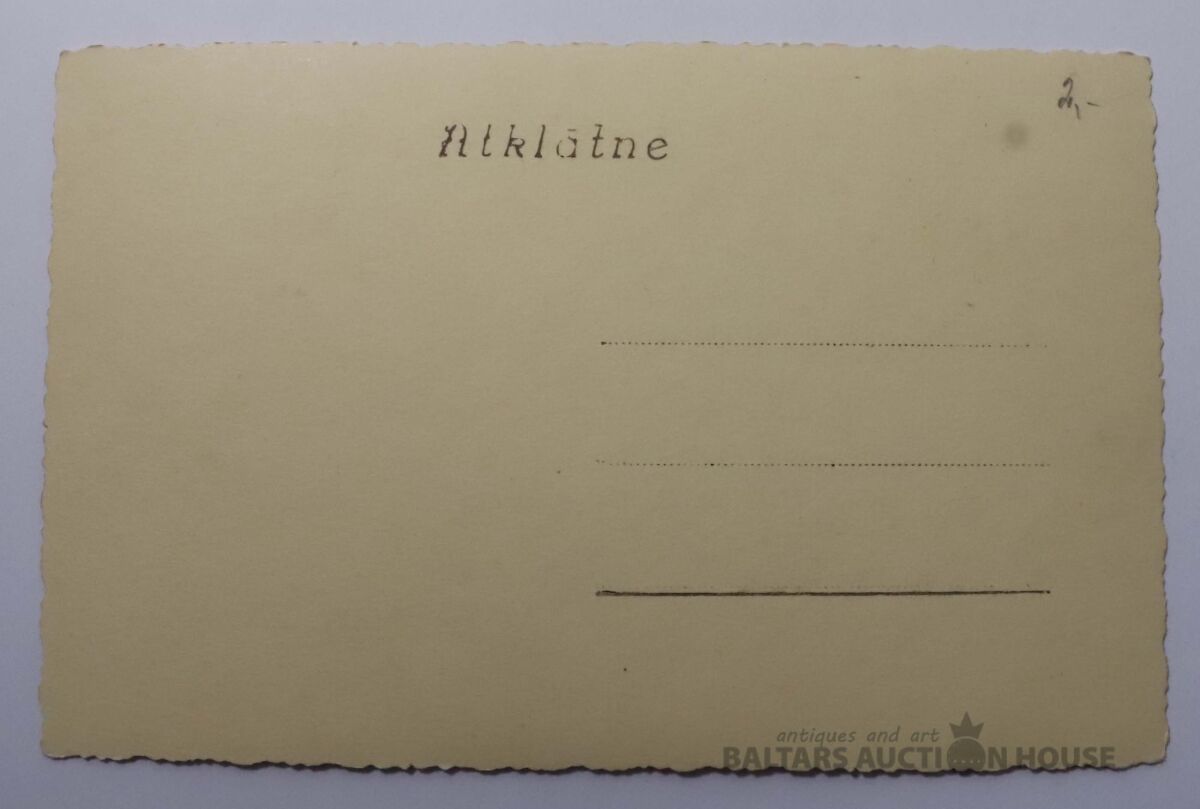 2,-
Atklātne
antiques and art
BALTARS AUCTION HOUSE